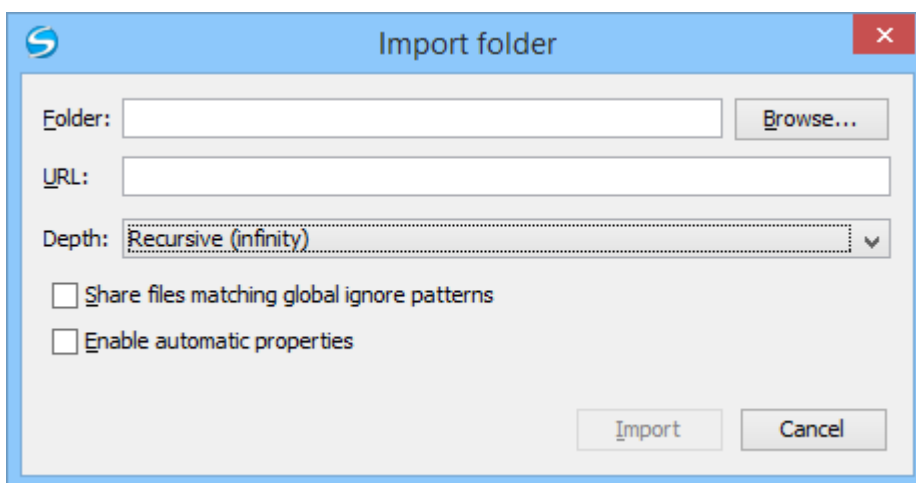 Import folder
Folder: Browse...
URL:
Depth: Recursive (infinity)
Share files matching global ignore patterns
Enable automatic properties
Import Cancel